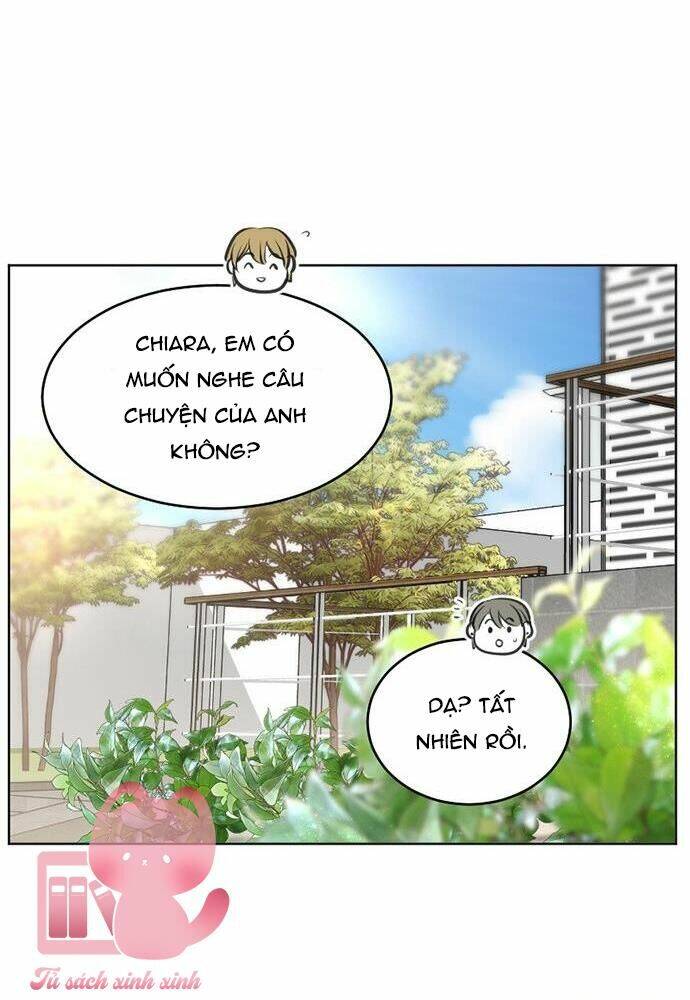 CHIARA, EM CÓ
MUỐN NGHE CÂU
CHUYỆN CỦA ANH
KHÔNG?
DẠ? TẤT
NHIÊN RỒI.
Tủ sách xinh xinh